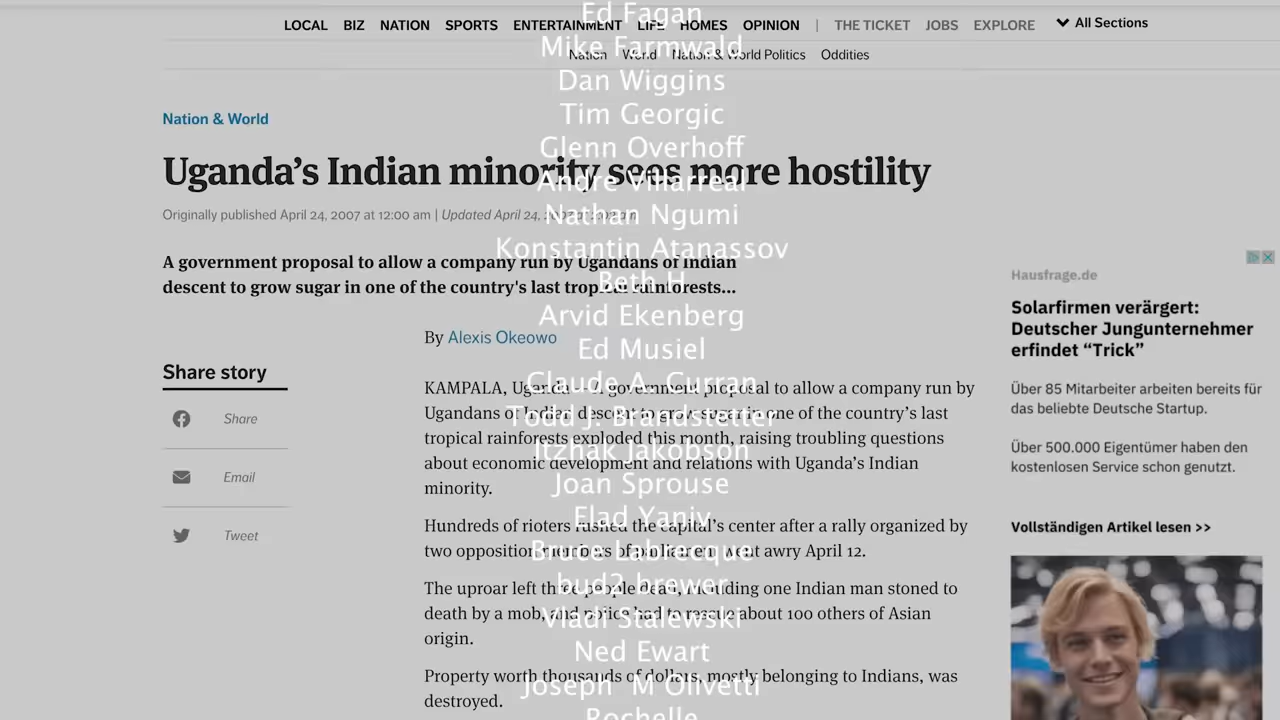 LOCAL BIZ NATION SPORTS ENTERTAINMENT LIFE HOMES OPINION | THE TICKET JOBS EXPLORE All Sections
Nation World Nation & World Politics Oddities
Nation & World
Uganda’s Indian minority sees more hostility
Originally published April 24, 2007 at 12:00 am | Updated April 24,
A government proposal to allow a company run by Ugandans of Indian
descent to grow sugar in one of the country's last tropical rainforests...
By Alexis Okeowo
Share story
Share
Email
Tweet
KAMPALA, Uganda — A government proposal to allow a company run by
Ugandans of Indian descent to grow sugar in one of the country’s last
tropical rainforests exploded this month, raising troubling questions
about economic development and relations with Uganda’s Indian
minority.
Hundreds of rioters rushed the capital’s center after a rally organized by
two opposition members of parliament went awry April 12.
The uproar left three people dead, including one Indian man stoned to
death by a mob, and police had to rescue about 100 others of Asian
origin.
Property worth thousands of dollars, mostly belonging to Indians, was
destroyed.
Hausfrage.de
Solarfirmen verärgert:
Deutscher Jungunternehmer
erfindet “Trick”
Über 85 Mitarbeiter arbeiten bereits für
das beliebte Deutsche Startup.
Über 500.000 Eigentümer haben den
kostenlosen Service schon genutzt.
Vollständigen Artikel lesen >>
Ed Fagan
Mike Farmwald
Dan Wiggins
Tim Georgic
Glenn Overhoff
Andre Villarreal
Nathan Ngumi
Konstantin Atanassov
Beth H
Arvid Ekenberg
Ed Musiel
Claude A. Curran
Todd J. Brandstetter
Itzhak Jakobson
Joan Sprouse
Elad Yaniv
Bruce Labrecque
bud2 brewer
Vladi Stalewski
Ned Ewart
Joseph M Olivetti
Rochelle